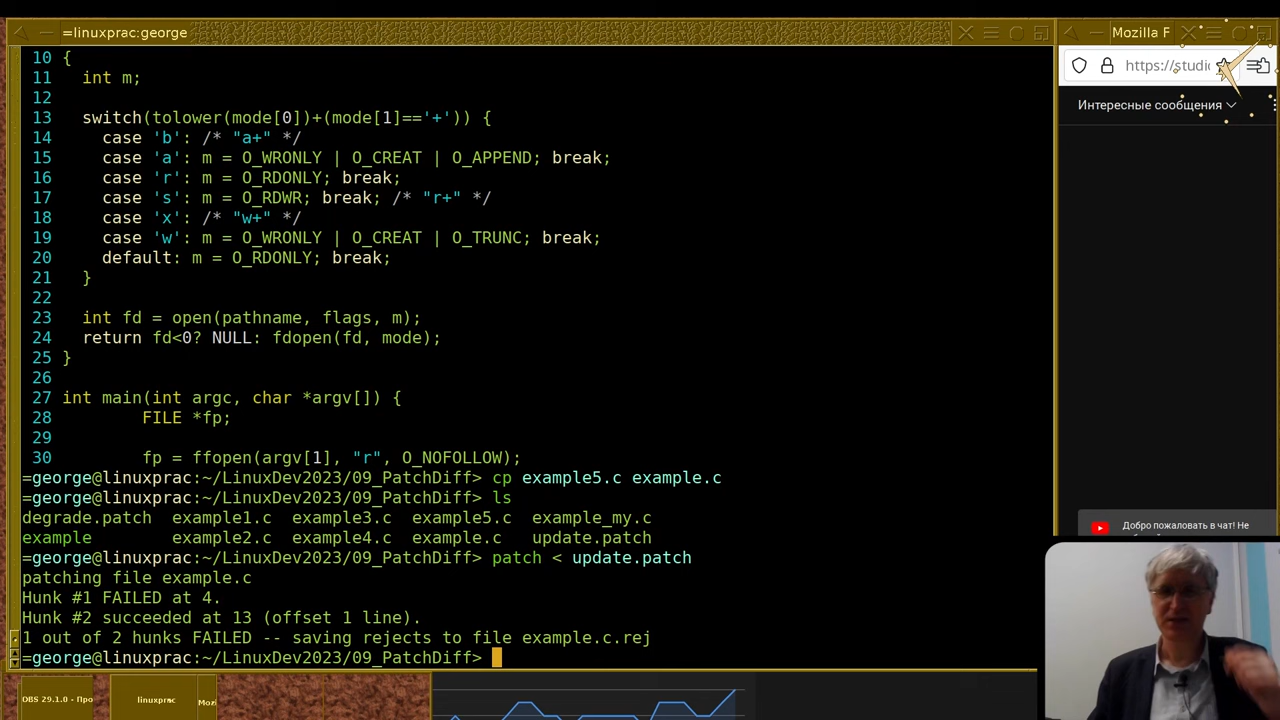 =linuxprac:george
Mozilla F
https://studio
Интересные сообщения
10 {
11   int m;
12
13   switch(tolower(mode[0])+(mode[1]=='+')) {
14     case 'b': /* "a+" */
15     case 'a': m = O_WRONLY | O_CREAT | O_APPEND; break;
16     case 'r': m = O_RDONLY; break;
17     case 's': m = O_RDWR; break; /* "r+" */
18     case 'x': /* "w+" */
19     case 'w': m = O_WRONLY | O_CREAT | O_TRUNC; break;
20     default: m = O_RDONLY; break;
21   }
22
23   int fd = open(pathname, flags, m);
24   return fd<0? NULL: fdopen(fd, mode);
25 }
26
27 int main(int argc, char *argv[]) {
28         FILE *fp;
29
30         fp = ffopen(argv[1], "r", O_NOFOLLOW);
=george@linuxprac:~/LinuxDev2023/09_PatchDiff> cp example5.c example.c
=george@linuxprac:~/LinuxDev2023/09_PatchDiff> ls
degrade.patch  example1.c  example3.c  example5.c  example_my.c
example        example2.c  example4.c  example.c   update.patch
=george@linuxprac:~/LinuxDev2023/09_PatchDiff> patch < update.patch
patching file example.c
Hunk #1 FAILED at 4.
Hunk #2 succeeded at 13 (offset 1 line).
1 out of 2 hunks FAILED -- saving rejects to file example.c.rej
=george@linuxprac:~/LinuxDev2023/09_PatchDiff>
Добро пожаловать в чат! Не
OBS 29.1.0 - Про
linuxprac
Moz